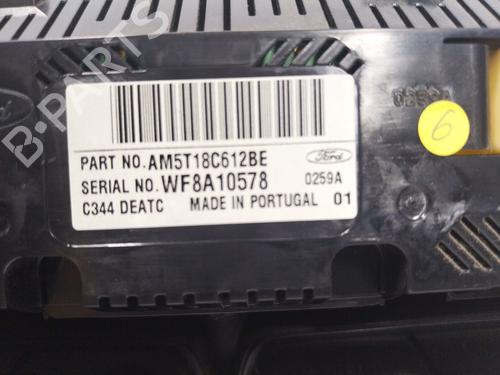 B-PARTS
6
PART NO. AM5T18C612BE
Ford
SERIAL NO. WF8A10578
0259A
C344 DEATC MADE IN PORTUGAL 01